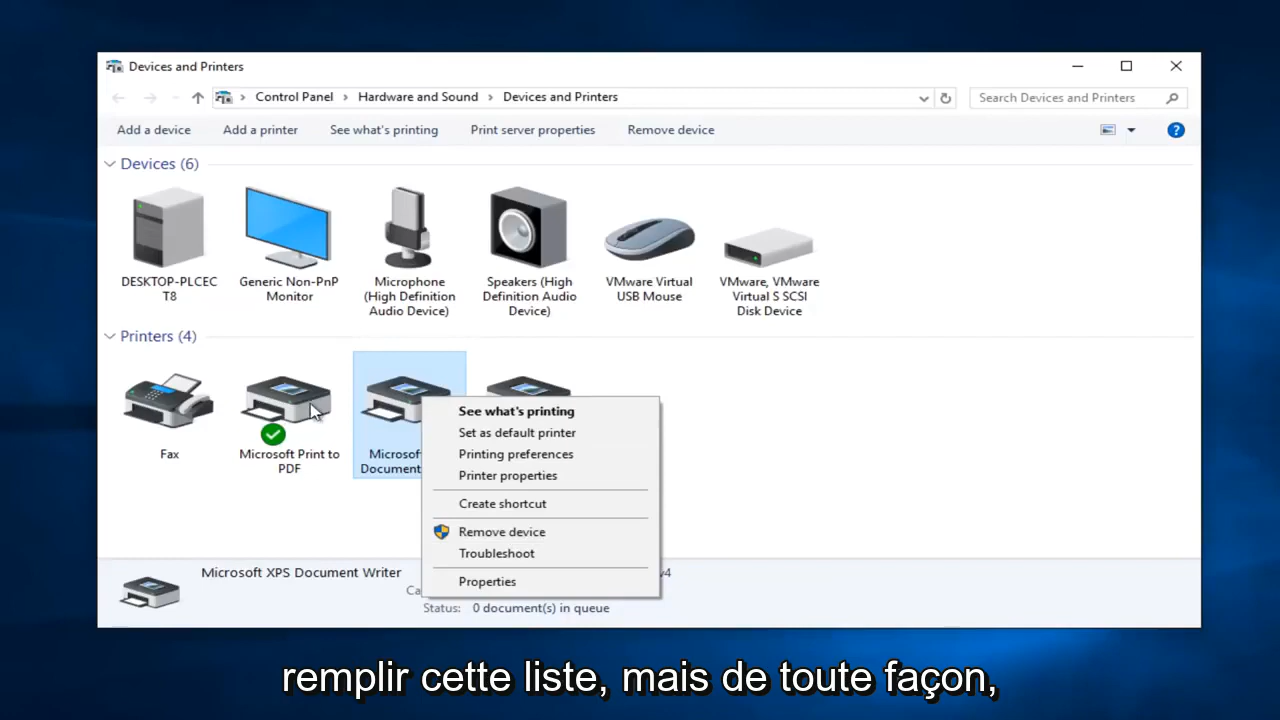 Devices and Printers
Control Panel > Hardware and Sound > Devices and Printers
Search Devices and Printers
Add a device Add a printer See what's printing Print server properties Remove device
Devices (6)
DESKTOP-PLCEC
T8
Generic Non-PnP
Monitor
Microphone
(High Definition
Audio Device)
Speakers (High
Definition Audio
Device)
VMware Virtual
USB Mouse
VMware, VMware
Virtual S SCSI
Disk Device
Printers (4)
Fax
Microsoft Print to
PDF
Microsof
Document
See what's printing
Set as default printer
Printing preferences
Printer properties
Create shortcut
Remove device
Troubleshoot
Properties
Microsoft XPS Document Writer
Ca
v4
Status: 0 document(s) in queue
remplir cette liste, mais de toute façon,